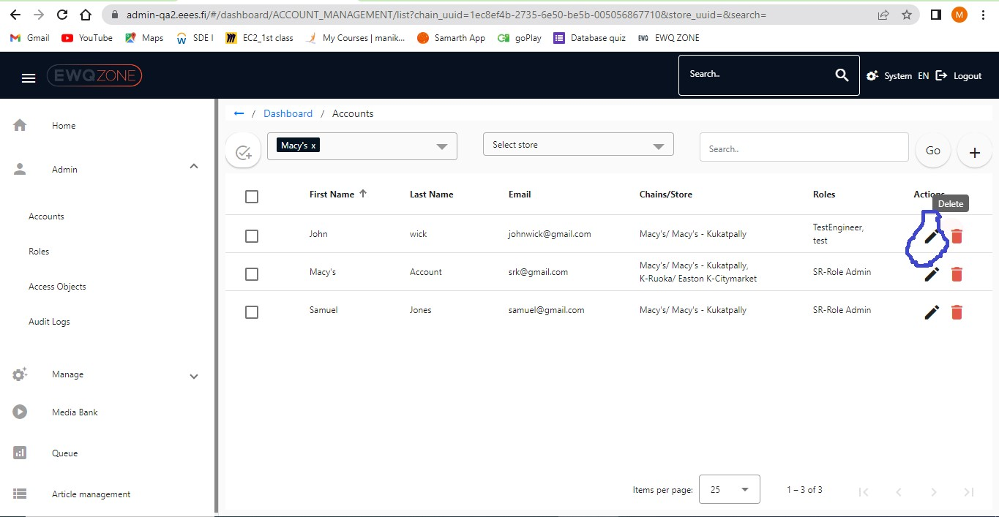 admin-qa2.eees.fi/#/dashboard/ACCOUNT_MANAGEMENT/list?chain_uuid=1ec8ef4b-2735-6e50-be5b-005056867710&store_uuid=&search=
M
Gmail YouTube Maps SDE I EC2_1st class My Courses | manik... Samarth App goPlay Database quiz EWQ EWQ ZONE
EWQZONE
Search..
System EN Logout
Home
Admin
Accounts
Roles
Access Objects
Audit Logs
Manage
Media Bank
Queue
Article management
← / Dashboard / Accounts
Macy's x
Select store
Search..
Go
+
First Name Last Name Email Chains/Store Roles Actions
Delete
John wick johnwick@gmail.com Macy's/ Macy's - Kukatpally TestEngineer,
test
Macy's Account srk@gmail.com Macy's/ Macy's - Kukatpally,
K-Ruoka/ Easton K-Citymarket SR-Role Admin
Samuel Jones samuel@gmail.com Macy's/ Macy's - Kukatpally SR-Role Admin
Items per page: 25 1 – 3 of 3